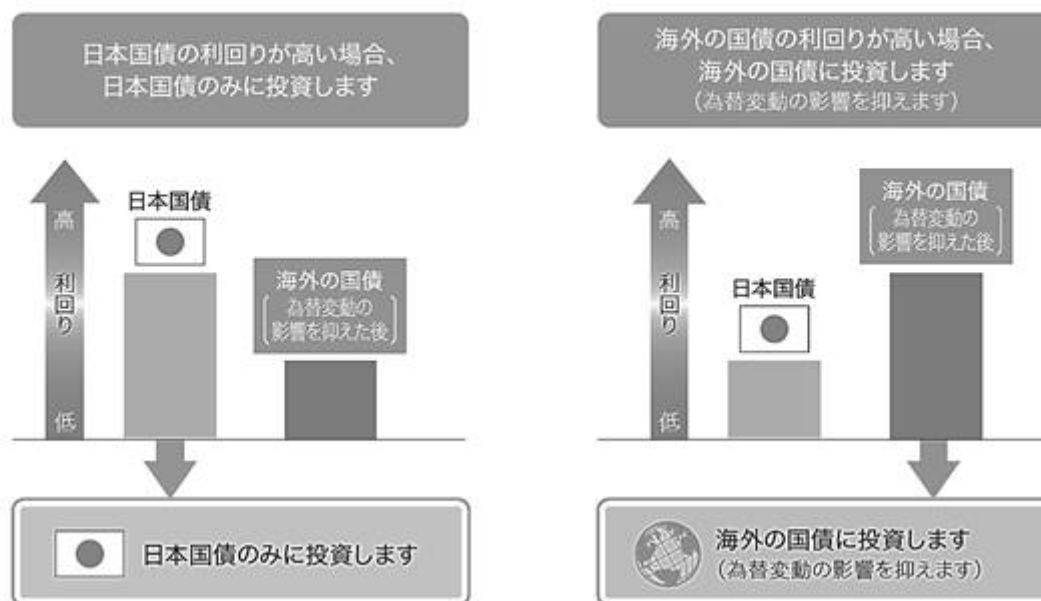 日本国債の利回りが高い場合、
日本国債のみに投資します
高
利回り
低
日本国債
海外の国債
為替変動の
影響を抑えた後
日本国債のみに投資します
海外の国債の利回りが高い場合、
海外の国債に投資します
（為替変動の影響を抑えます）
高
利回り
低
日本国債
海外の国債
為替変動の
影響を抑えた後
海外の国債に投資します
（為替変動の影響を抑えます）